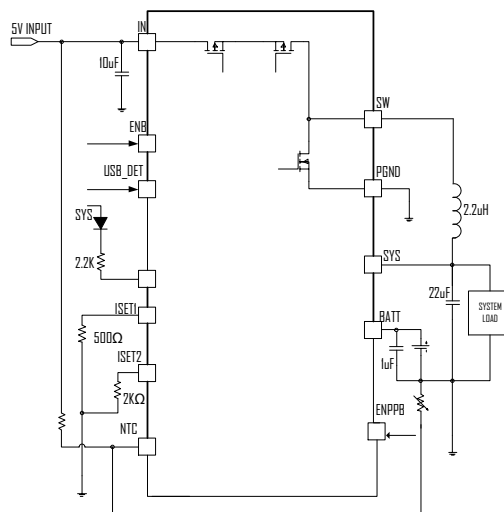 5V INPUT
IN
10uF
SW
ENB
USB_DET
PGND
2.2uH
SYS
2.2K
SYS
22uF
SYSTEM
LOAD
ISET1
500Ω
BATT
1uF
ISET2
2KΩ
ENPPB
NTC